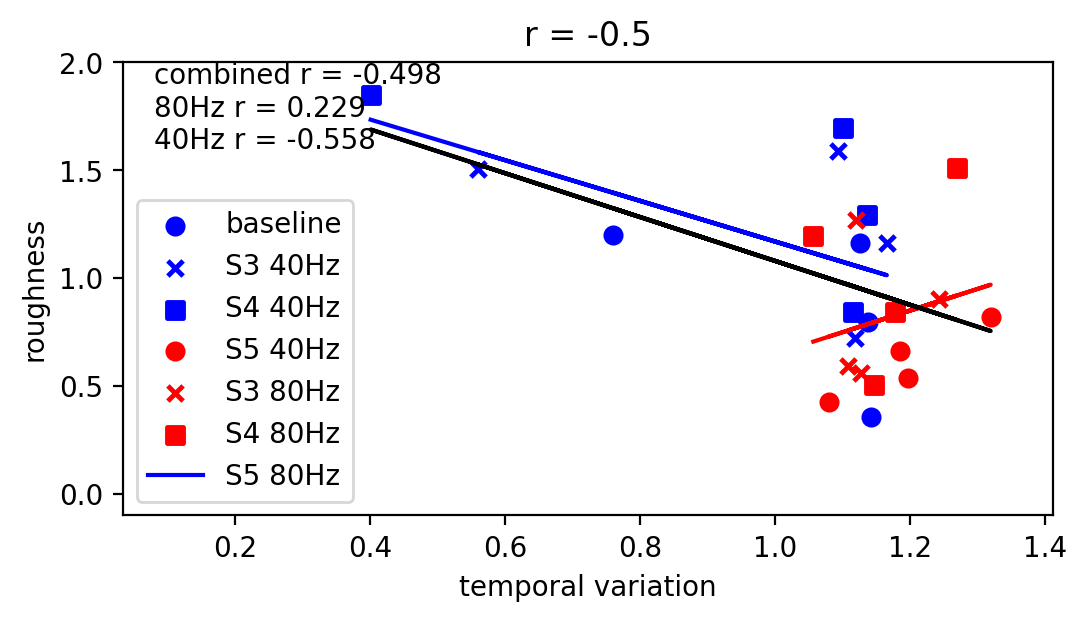 r = -0.5
combined r = -0.498
80Hz r = 0.229
40Hz r = -0.558
baseline
S3 40Hz
S4 40Hz
S5 40Hz
S3 80Hz
S4 80Hz
S5 80Hz
roughness
2.0
1.5
1.0
0.5
0.0
0.2 0.4 0.6 0.8 1.0 1.2 1.4
temporal variation